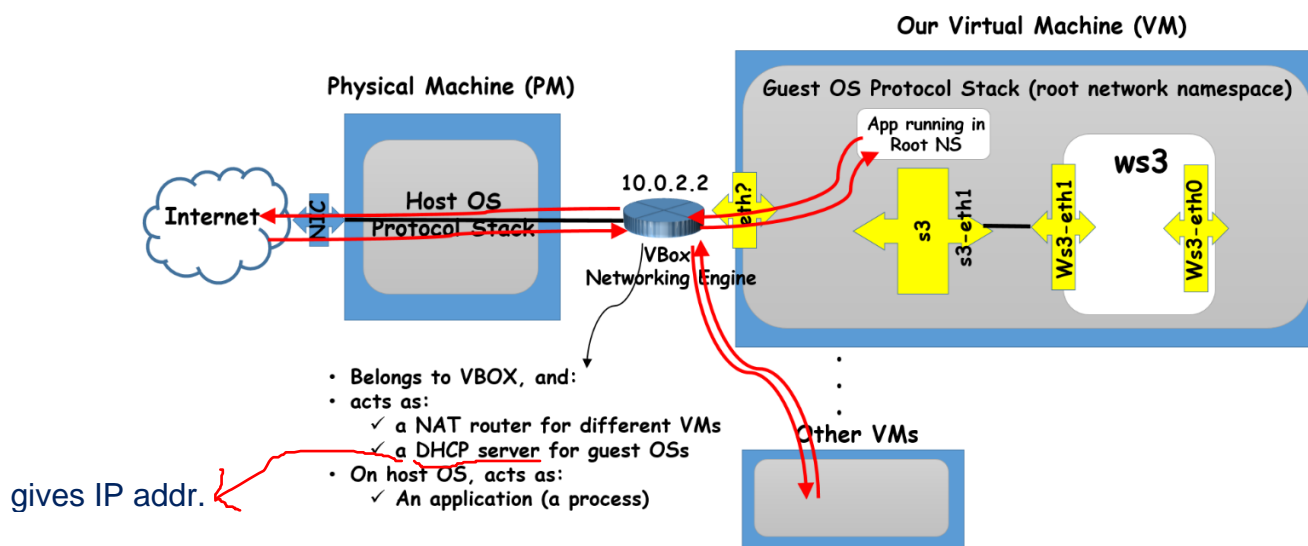 Our Virtual Machine (VM)
Physical Machine (PM)
Guest OS Protocol Stack (root network namespace)
App running in
Root NS
ws3
10.0.2.2
eth?
Internet
NIC
Host OS
Protocol Stack
s3
s3-eth1
Ws3-eth1
Ws3-eth0
VBox
Networking Engine
• Belongs to VBOX, and:
• acts as:
✓ a NAT router for different VMs
✓ a DHCP server for guest OSs
• On host OS, acts as:
✓ An application (a process)
gives IP addr.
Other VMs